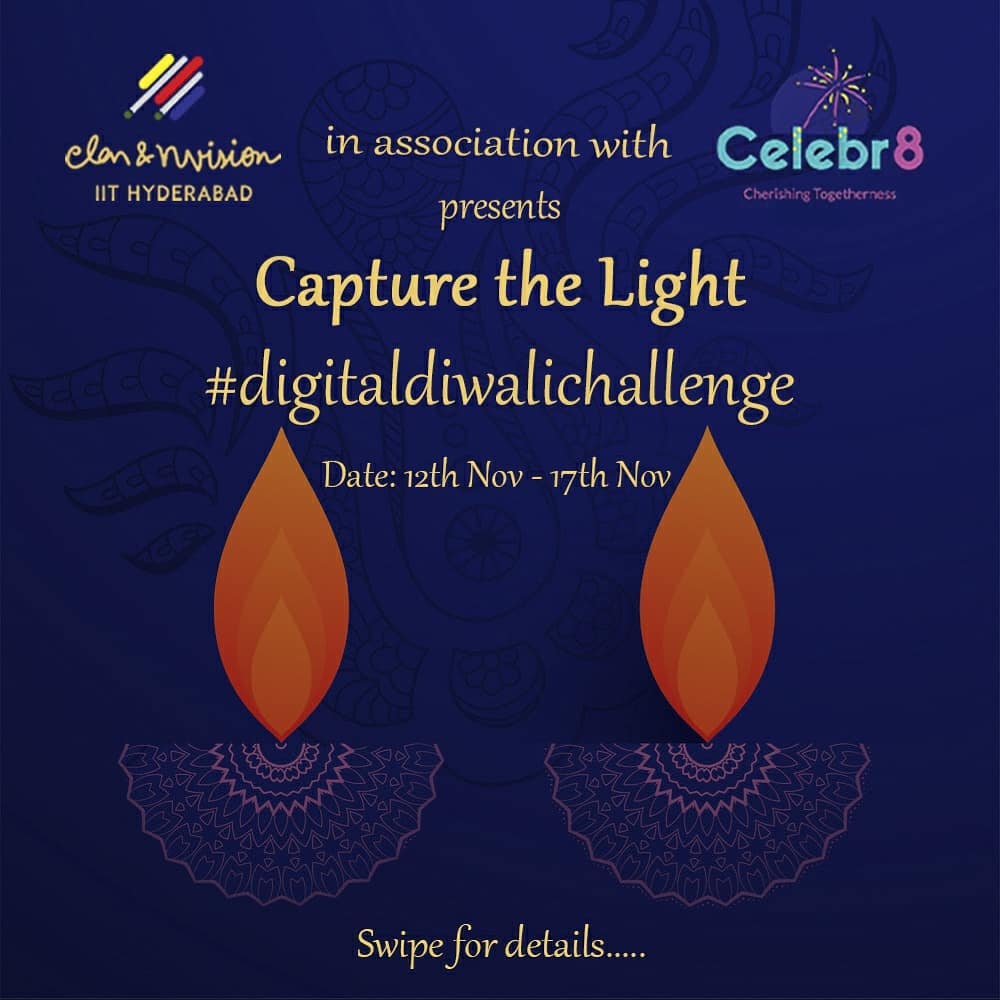 elan & nvision
IIT HYDERABAD
in association with
Celebr8
Cherishing Togetherness
presents
Capture the Light
#digitaldiwalichallenge
Date: 12th Nov - 17th Nov
Swipe for details.....